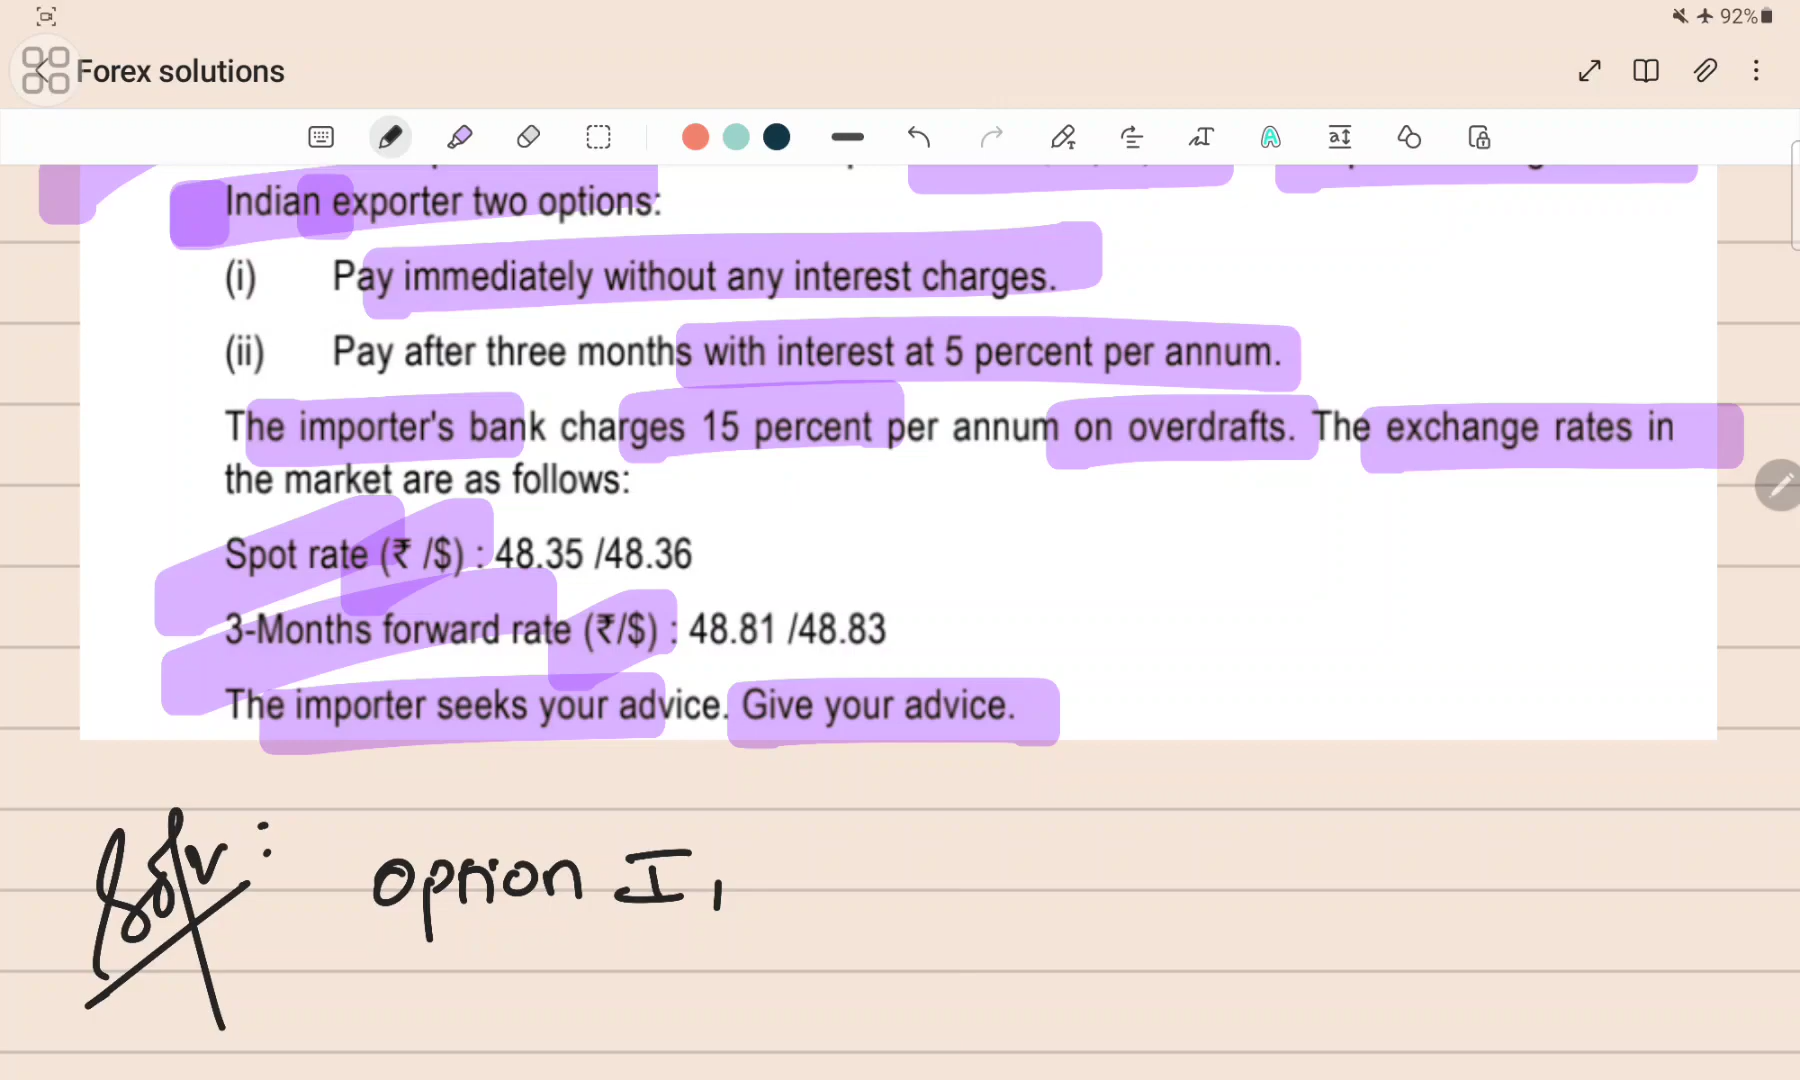 92%
Forex solutions
Indian exporter two options:
(i) Pay immediately without any interest charges.
(ii) Pay after three months with interest at 5 percent per annum.
The importer's bank charges 15 percent per annum on overdrafts. The exchange rates in
the market are as follows:
Spot rate (₹ /$) : 48.35 /48.36
3-Months forward rate (₹/$) : 48.81 /48.83
The importer seeks your advice. Give your advice.
option I,